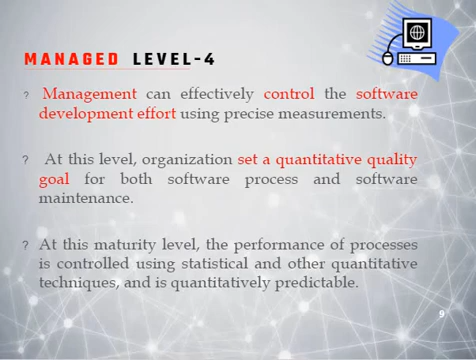 MANAGED LEVEL-4
? Management can effectively control the software
development effort using precise measurements.
? At this level, organization set a quantitative quality
goal for both software process and software
maintenance.
? At this maturity level, the performance of processes
is controlled using statistical and other quantitative
techniques, and is quantitatively predictable.
9